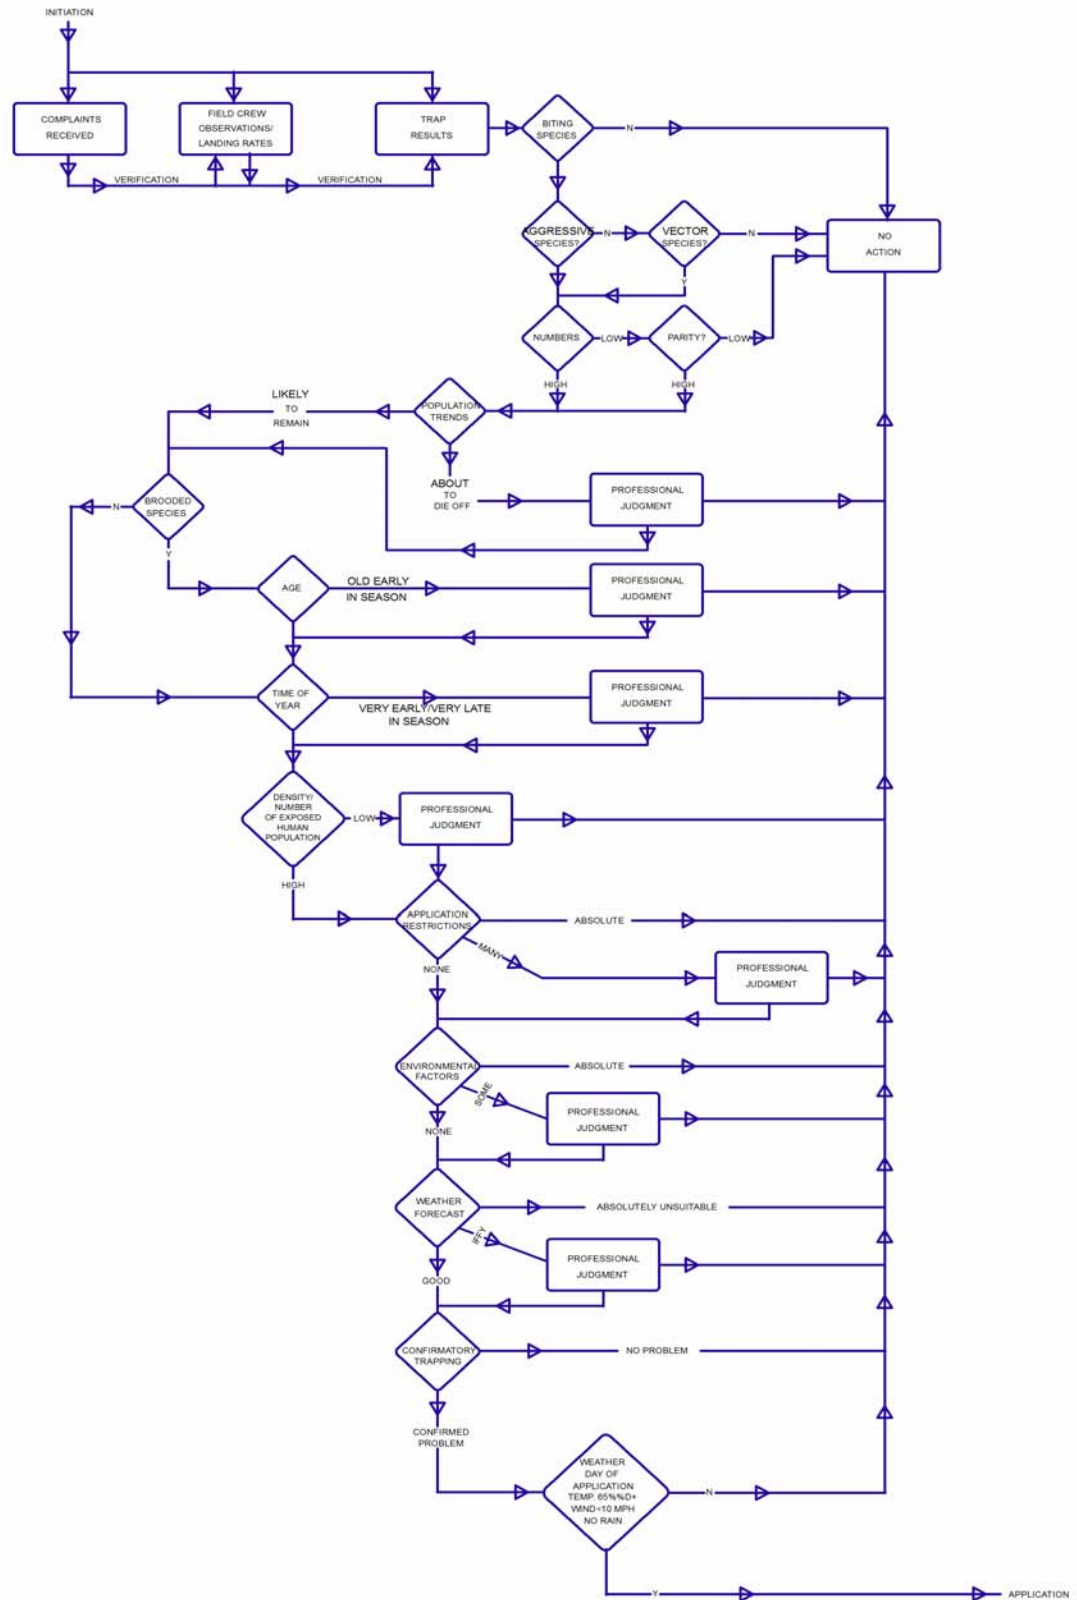 INITIATION
COMPLAINTS
RECEIVED
FIELD CREW
OBSERVATIONS/
LANDING RATES
TRAP
RESULTS
BITING
SPECIES
N
VERIFICATION
VERIFICATION
AGGRESSIVE
SPECIES?
N
VECTOR
SPECIES?
N
NO
ACTION
Y
NUMBERS
LOW
PARITY?
LOW
HIGH
HIGH
LIKELY
TO
REMAIN
POPULATION
TRENDS
ABOUT
TO
DIE OFF
PROFESSIONAL
JUDGMENT
BROODED
SPECIES
N
Y
AGE
OLD EARLY
IN SEASON
PROFESSIONAL
JUDGMENT
TIME OF
YEAR
VERY EARLY/VERY LATE
IN SEASON
PROFESSIONAL
JUDGMENT
DENSITY/
NUMBER
OF EXPOSED
HUMAN
POPULATION
LOW
PROFESSIONAL
JUDGMENT
HIGH
APPLICATION
RESTRICTIONS
ABSOLUTE
MANY
NONE
PROFESSIONAL
JUDGMENT
ENVIRONMENTAL
FACTORS
ABSOLUTE
SOME
NONE
PROFESSIONAL
JUDGMENT
WEATHER
FORECAST
ABSOLUTELY UNSUITABLE
IFFY
GOOD
PROFESSIONAL
JUDGMENT
CONFIRMATORY
TRAPPING
NO PROBLEM
CONFIRMED
PROBLEM
WEATHER
DAY OF
APPLICATION
TEMP. 65%%D+
WIND<10 MPH
NO RAIN
N
Y
APPLICATION